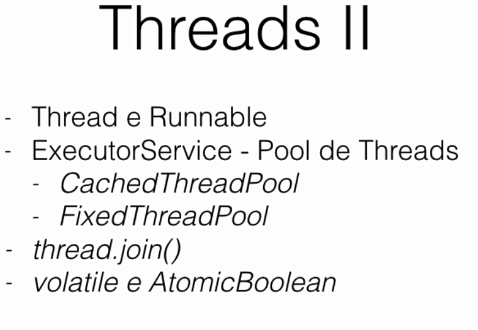 Threads II
- Thread e Runnable
- ExecutorService - Pool de Threads
- CachedThreadPool
- FixedThreadPool
- thread.join()
- volatile e AtomicBoolean